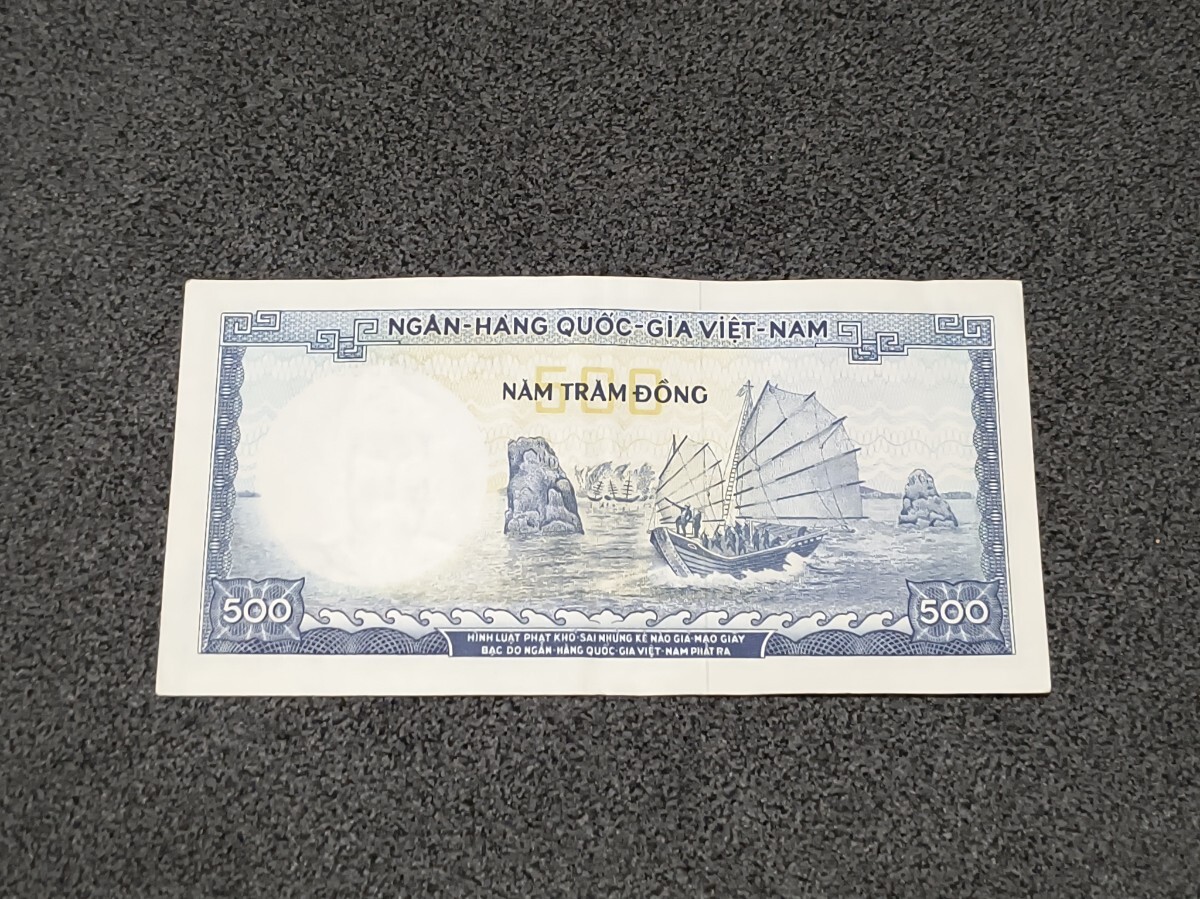 NGÂN-HÀNG QUỐC-GIA VIỆT-NAM
500
NĂM TRĂM ĐỒNG
500
500
HÌNH LUẬT PHẠT KHỔ-SAI NHỮNG KẺ NÀO GIẢ-MẠO GIẤY
BẠC DO NGÂN-HÀNG QUỐC-GIA VIỆT-NAM PHÁT RA